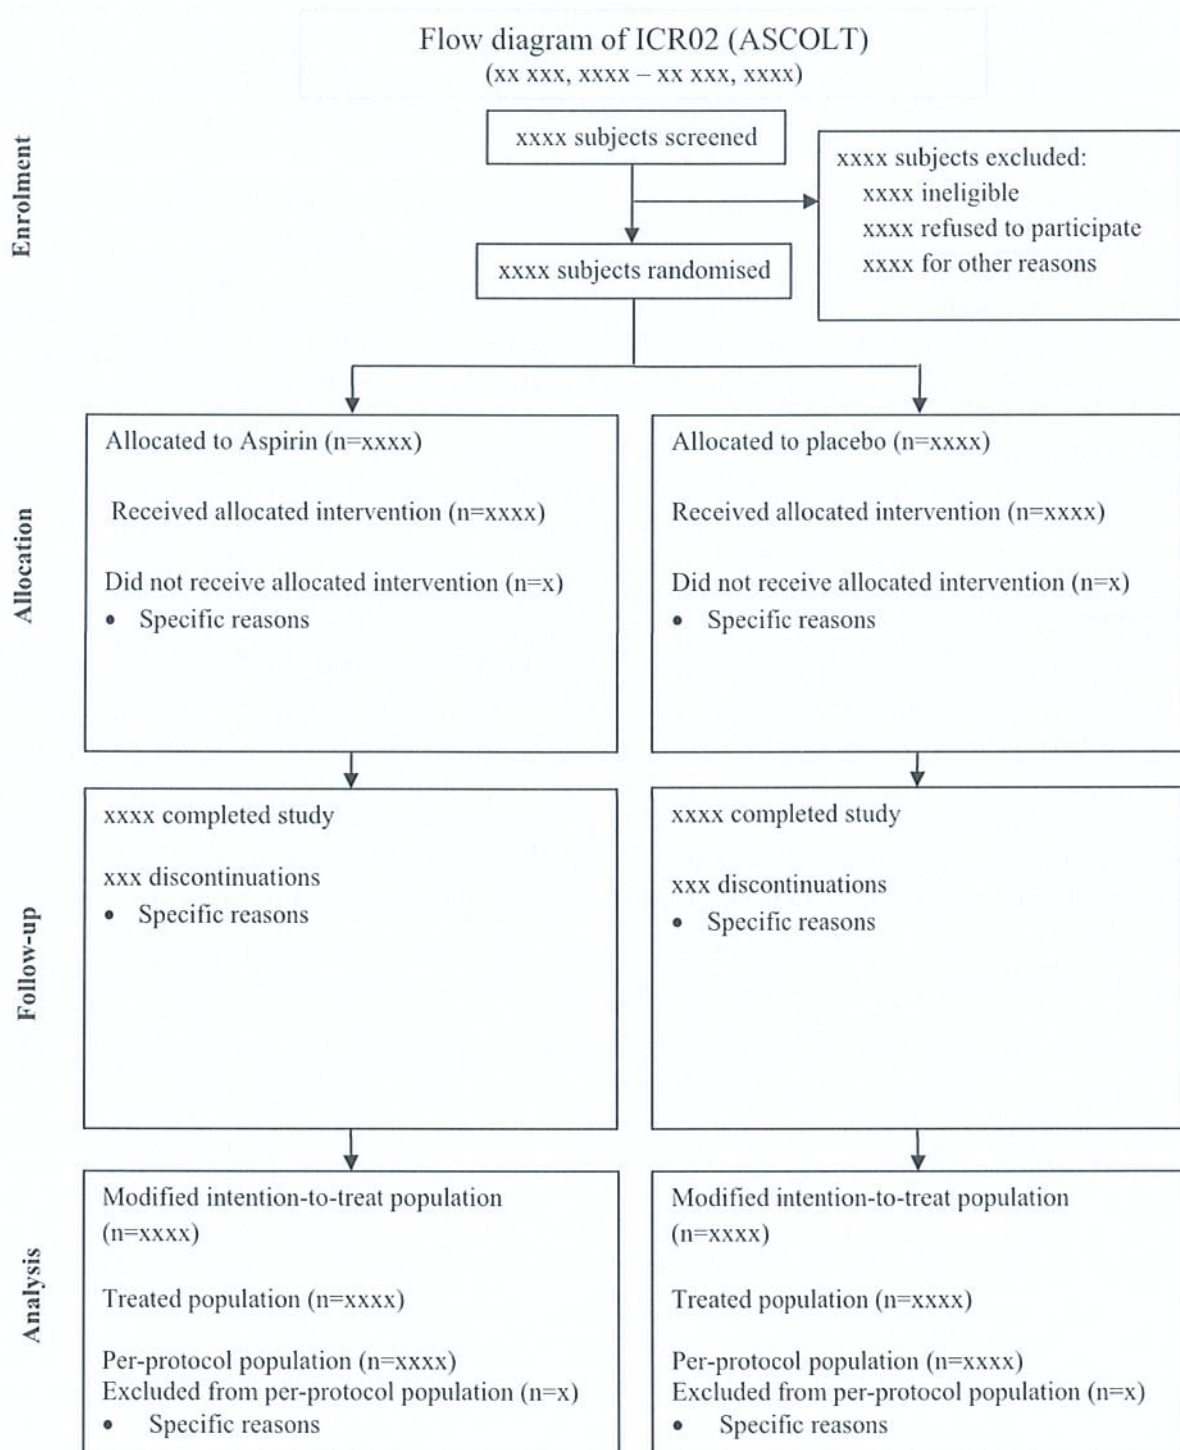 Flow diagram of ICR02 (ASCOLT)
(xx xxx, xxxx – xx xxx, xxxx)
Enrolment
xxxx subjects screened
xxxx subjects excluded:
xxxx ineligible
xxxx refused to participate
xxxx for other reasons
xxxx subjects randomised
Allocation
Allocated to Aspirin (n=xxxx)
Received allocated intervention (n=xxxx)
Did not receive allocated intervention (n=x)
• Specific reasons
Allocated to placebo (n=xxxx)
Received allocated intervention (n=xxxx)
Did not receive allocated intervention (n=x)
• Specific reasons
Follow-up
xxxx completed study
xxx discontinuations
• Specific reasons
xxxx completed study
xxx discontinuations
• Specific reasons
Analysis
Modified intention-to-treat population
(n=xxxx)
Treated population (n=xxxx)
Per-protocol population (n=xxxx)
Excluded from per-protocol population (n=x)
• Specific reasons
Modified intention-to-treat population
(n=xxxx)
Treated population (n=xxxx)
Per-protocol population (n=xxxx)
Excluded from per-protocol population (n=x)
• Specific reasons